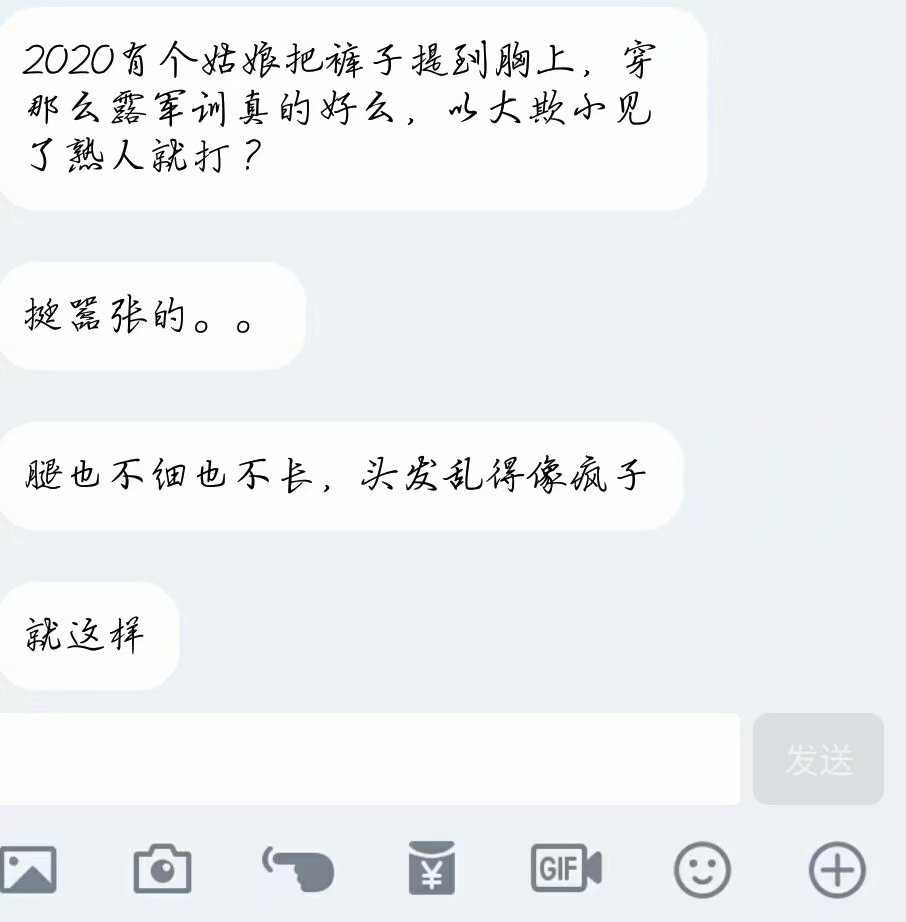 2020有个姑娘把裤子提到胸上，穿
那么露军训真的好么，以大欺小见
了熟人就打？
挺嚣张的。。
腿也不细也不长，头发乱得像疯子
就这样
发送
¥
GIF